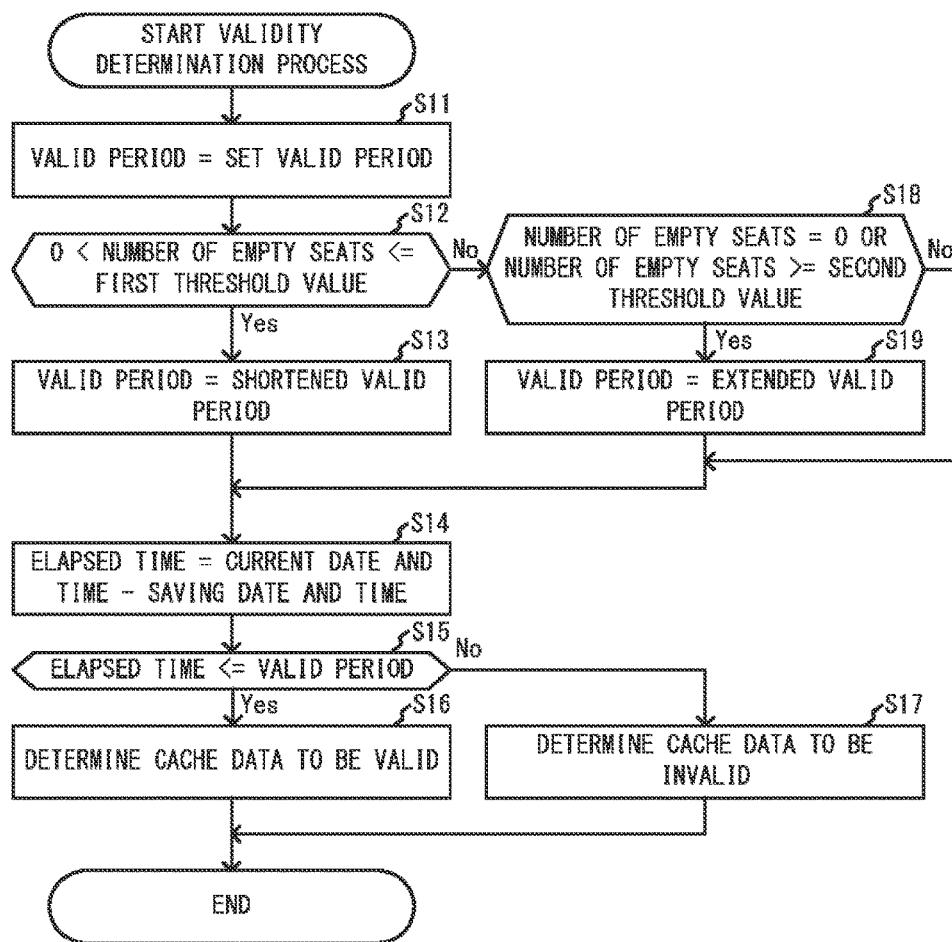 START VALIDITY
DETERMINATION PROCESS
S11
VALID PERIOD = SET VALID PERIOD
S12
0 < NUMBER OF EMPTY SEATS <=
FIRST THRESHOLD VALUE
No
Yes
S18
NUMBER OF EMPTY SEATS = 0 OR
NUMBER OF EMPTY SEATS >= SECOND
THRESHOLD VALUE
No
Yes
S13
VALID PERIOD = SHORTENED VALID
PERIOD
S19
VALID PERIOD = EXTENDED VALID
PERIOD
S14
ELAPSED TIME = CURRENT DATE AND
TIME - SAVING DATE AND TIME
S15
ELAPSED TIME <= VALID PERIOD
No
Yes
S16
DETERMINE CACHE DATA TO BE VALID
S17
DETERMINE CACHE DATA TO BE
INVALID
END